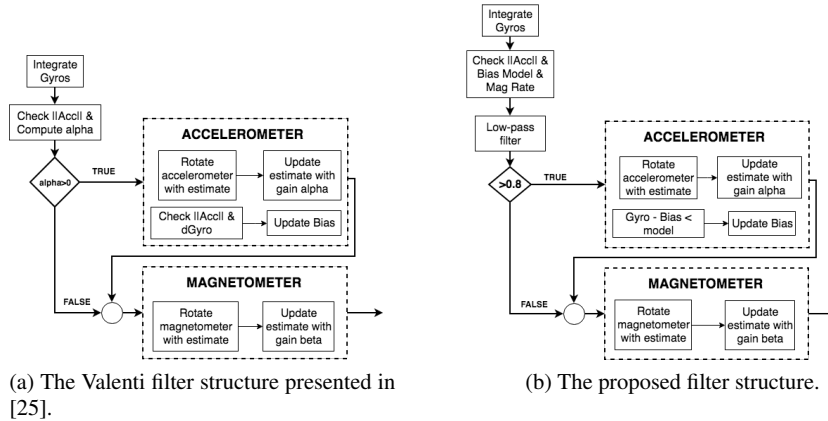 Integrate
Gyros
Check ||Acc|| &
Compute alpha
alpha>0
TRUE
FALSE
ACCELEROMETER
Rotate
accelerometer
with estimate
Update
estimate with
gain alpha
Check ||Acc|| &
dGyro
Update Bias
MAGNETOMETER
Rotate
magnetometer
with estimate
Update
estimate with
gain beta
(a) The Valenti filter structure presented in
[25].
Integrate
Gyros
Check ||Acc|| &
Bias Model &
Mag Rate
Low-pass
filter
>0.8
TRUE
FALSE
ACCELEROMETER
Rotate
accelerometer
with estimate
Update
estimate with
gain alpha
Gyro - Bias <
model
Update Bias
MAGNETOMETER
Rotate
magnetometer
with estimate
Update
estimate with
gain beta
(b) The proposed filter structure.